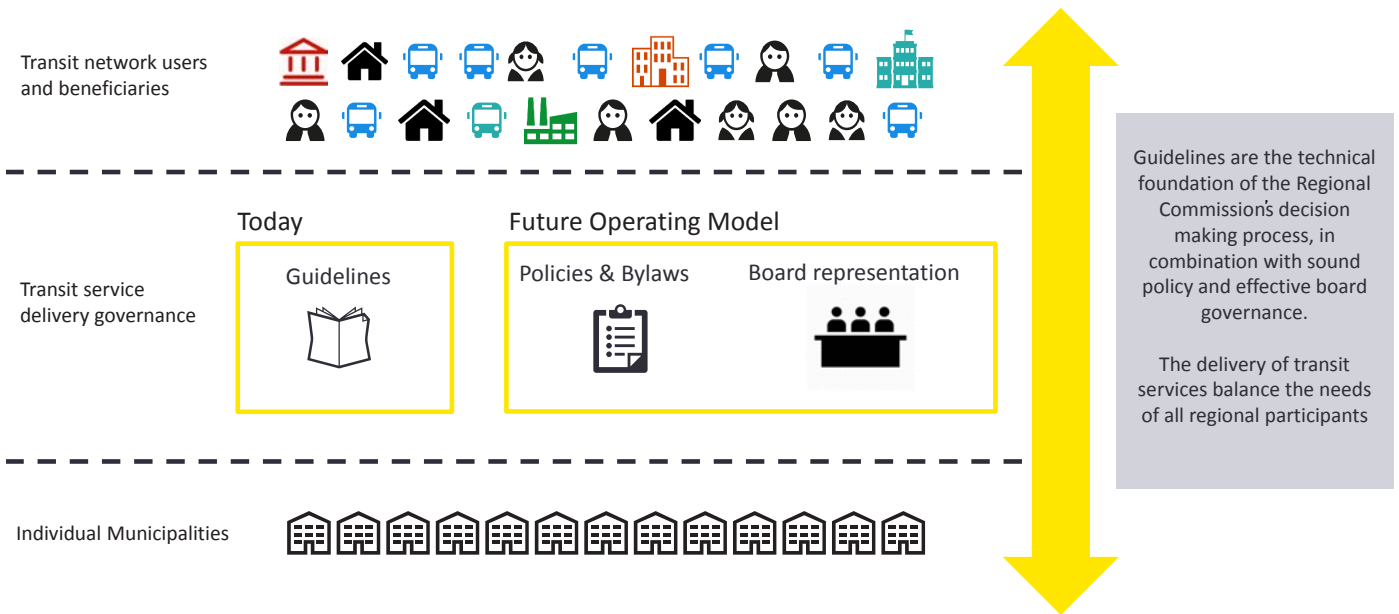 Transit network users
and beneficiaries
Today
Future Operating Model
Transit service
delivery governance
Guidelines
Policies & Bylaws
Board representation
Individual Municipalities
Guidelines are the technical
foundation of the Regional
Commission's decision
making process, in
combination with sound
policy and effective board
governance.
The delivery of transit
services balance the needs
of all regional participants